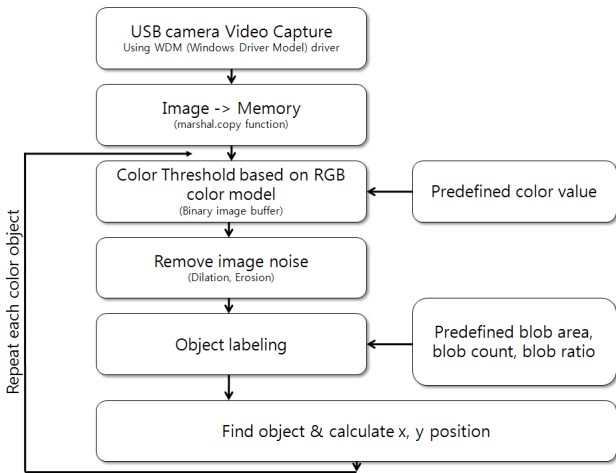 USB camera Video Capture
Using WDM (Windows Driver Model) driver
Image -> Memory
(marshal.copy function)
Color Threshold based on RGB
color model
(Binary image buffer)
Predefined color value
Remove image noise
(Dilation, Erosion)
Object labeling
Predefined blob area,
blob count, blob ratio
Find object & calculate x, y position
Repeat each color object